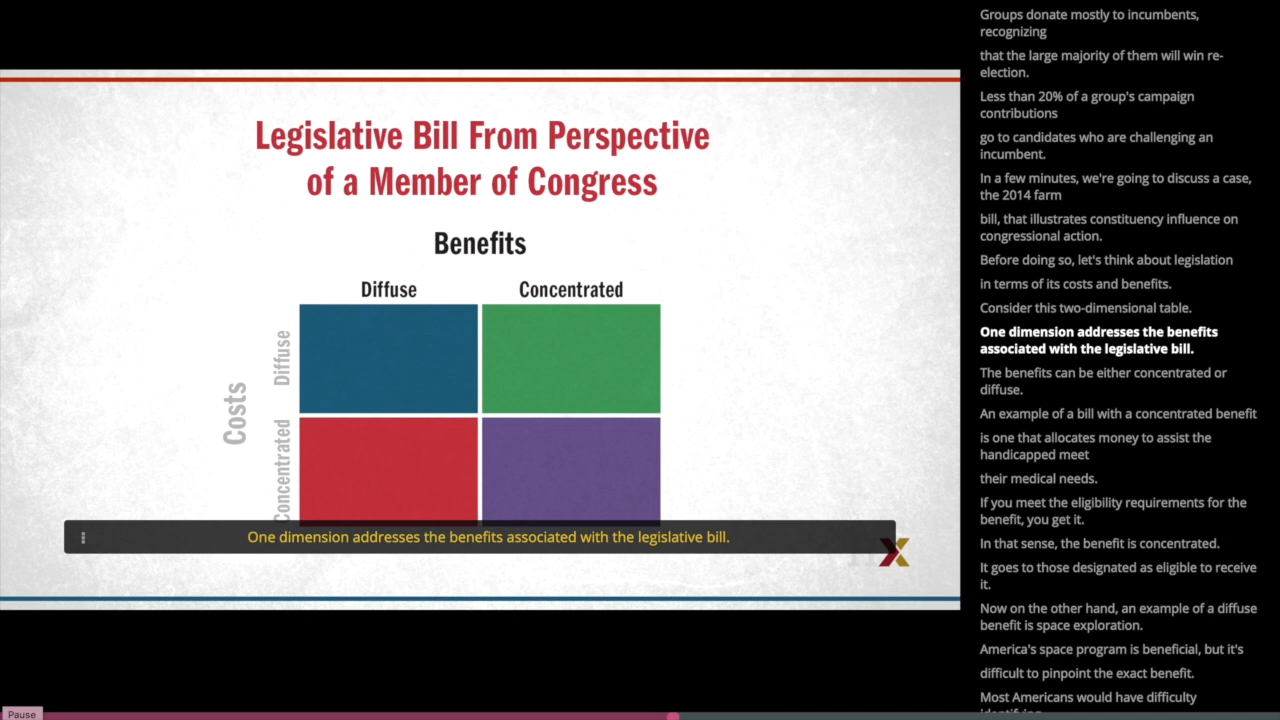 Legislative Bill From Perspective
of a Member of Congress
Benefits
Diffuse
Concentrated
Costs
Diffuse
Concentrated
One dimension addresses the benefits associated with the legislative bill.
Pause
Groups donate mostly to incumbents,
recognizing
that the large majority of them will win re-
election.
Less than 20% of a group's campaign
contributions
go to candidates who are challenging an
incumbent.
In a few minutes, we're going to discuss a case,
the 2014 farm
bill, that illustrates constituency influence on
congressional action.
Before doing so, let's think about legislation
in terms of its costs and benefits.
Consider this two-dimensional table.
One dimension addresses the benefits
associated with the legislative bill.
The benefits can be either concentrated or
diffuse.
An example of a bill with a concentrated benefit
is one that allocates money to assist the
handicapped meet
their medical needs.
If you meet the eligibility requirements for the
benefit, you get it.
In that sense, the benefit is concentrated.
It goes to those designated as eligible to receive
it.
Now on the other hand, an example of a diffuse
benefit is space exploration.
America's space program is beneficial, but it's
difficult to pinpoint the exact benefit.
Most Americans would have difficulty